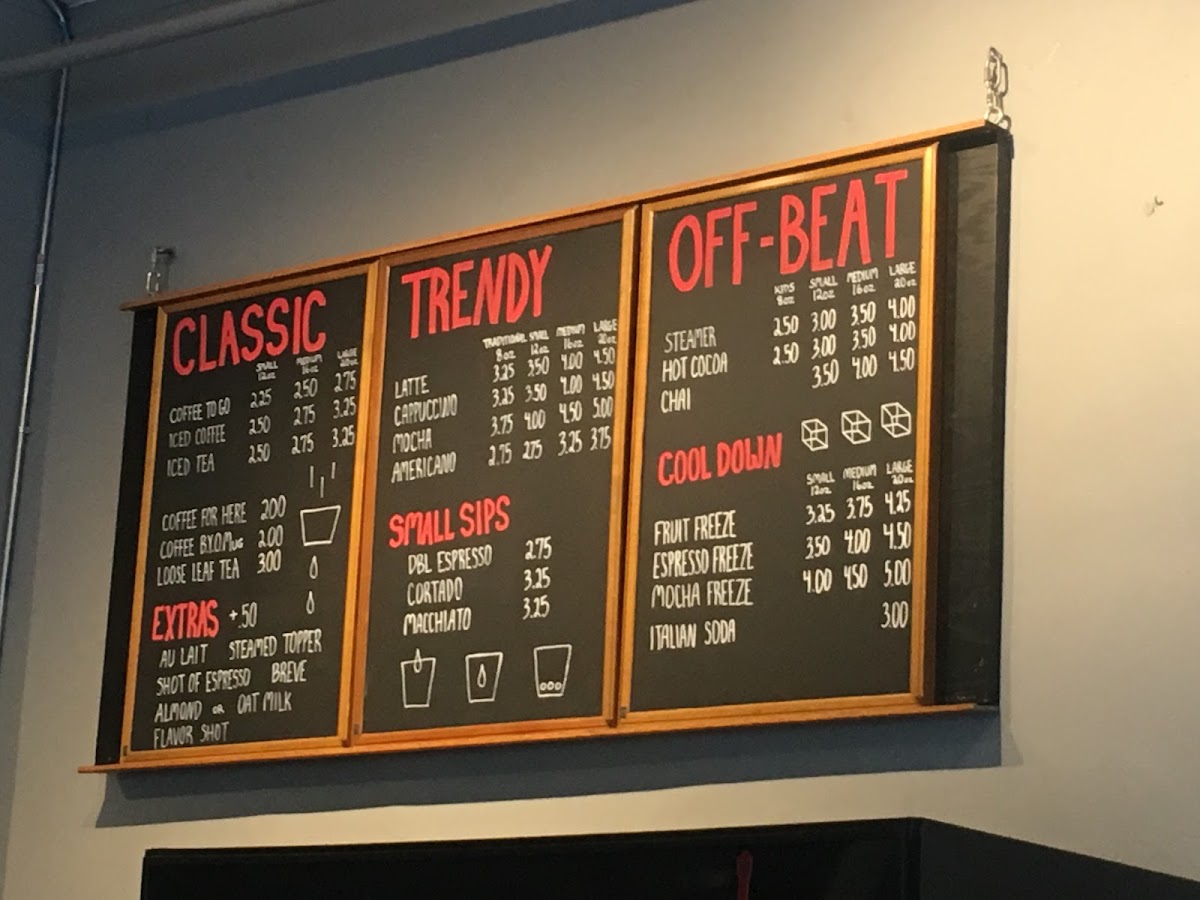 CLASSIC
SMALL MEDIUM LARGE
12oz 16oz 20oz
COFFEE TO GO 2.25 2.50 2.75
ICED COFFEE 2.50 2.75 3.25
ICED TEA 2.50 2.75 3.25
COFFEE FOR HERE 2.00
COFFEE B.Y.O.MUG 2.00
LOOSE LEAF TEA 3.00
EXTRAS +.50
AU LAIT STEAMED TOPPER
SHOT OF ESPRESSO BREVE
ALMOND OR OAT MILK
FLAVOR SHOT
TRENDY
TRADITIONAL SMALL MEDIUM LARGE
8oz 12oz 16oz 20oz
LATTE 3.25 3.50 4.00 4.50
CAPPUCCINO 3.25 3.50 4.00 4.50
MOCHA 3.75 4.00 4.50 5.00
AMERICANO 2.75 2.75 3.25 3.75
SMALL SIPS
DBL ESPRESSO 2.75
CORTADO 3.25
MACCHIATO 3.25
OFF-BEAT
KIDS SMALL MEDIUM LARGE
8oz 12oz 16oz 20oz
STEAMER 2.50 3.00 3.50 4.00
HOT COCOA 2.50 3.00 3.50 4.00
CHAI 3.50 4.00 4.50
COOL DOWN
SMALL MEDIUM LARGE
12oz 16oz 20oz
FRUIT FREEZE 3.25 3.75 4.25
ESPRESSO FREEZE 3.50 4.00 4.50
MOCHA FREEZE 4.00 4.50 5.00
ITALIAN SODA 3.00